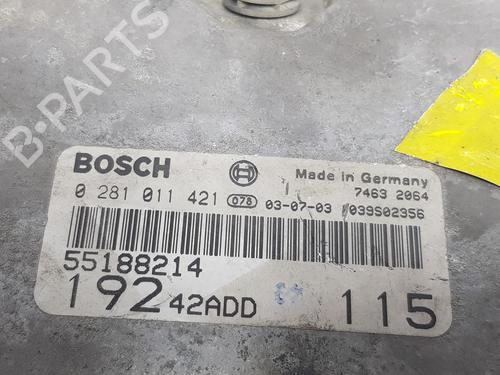 B-PARTS
BOSCH
Made in Germany
7463 2064
0 281 011 421 078 03-07-03 039S02356
55188214
192 42ADD 115